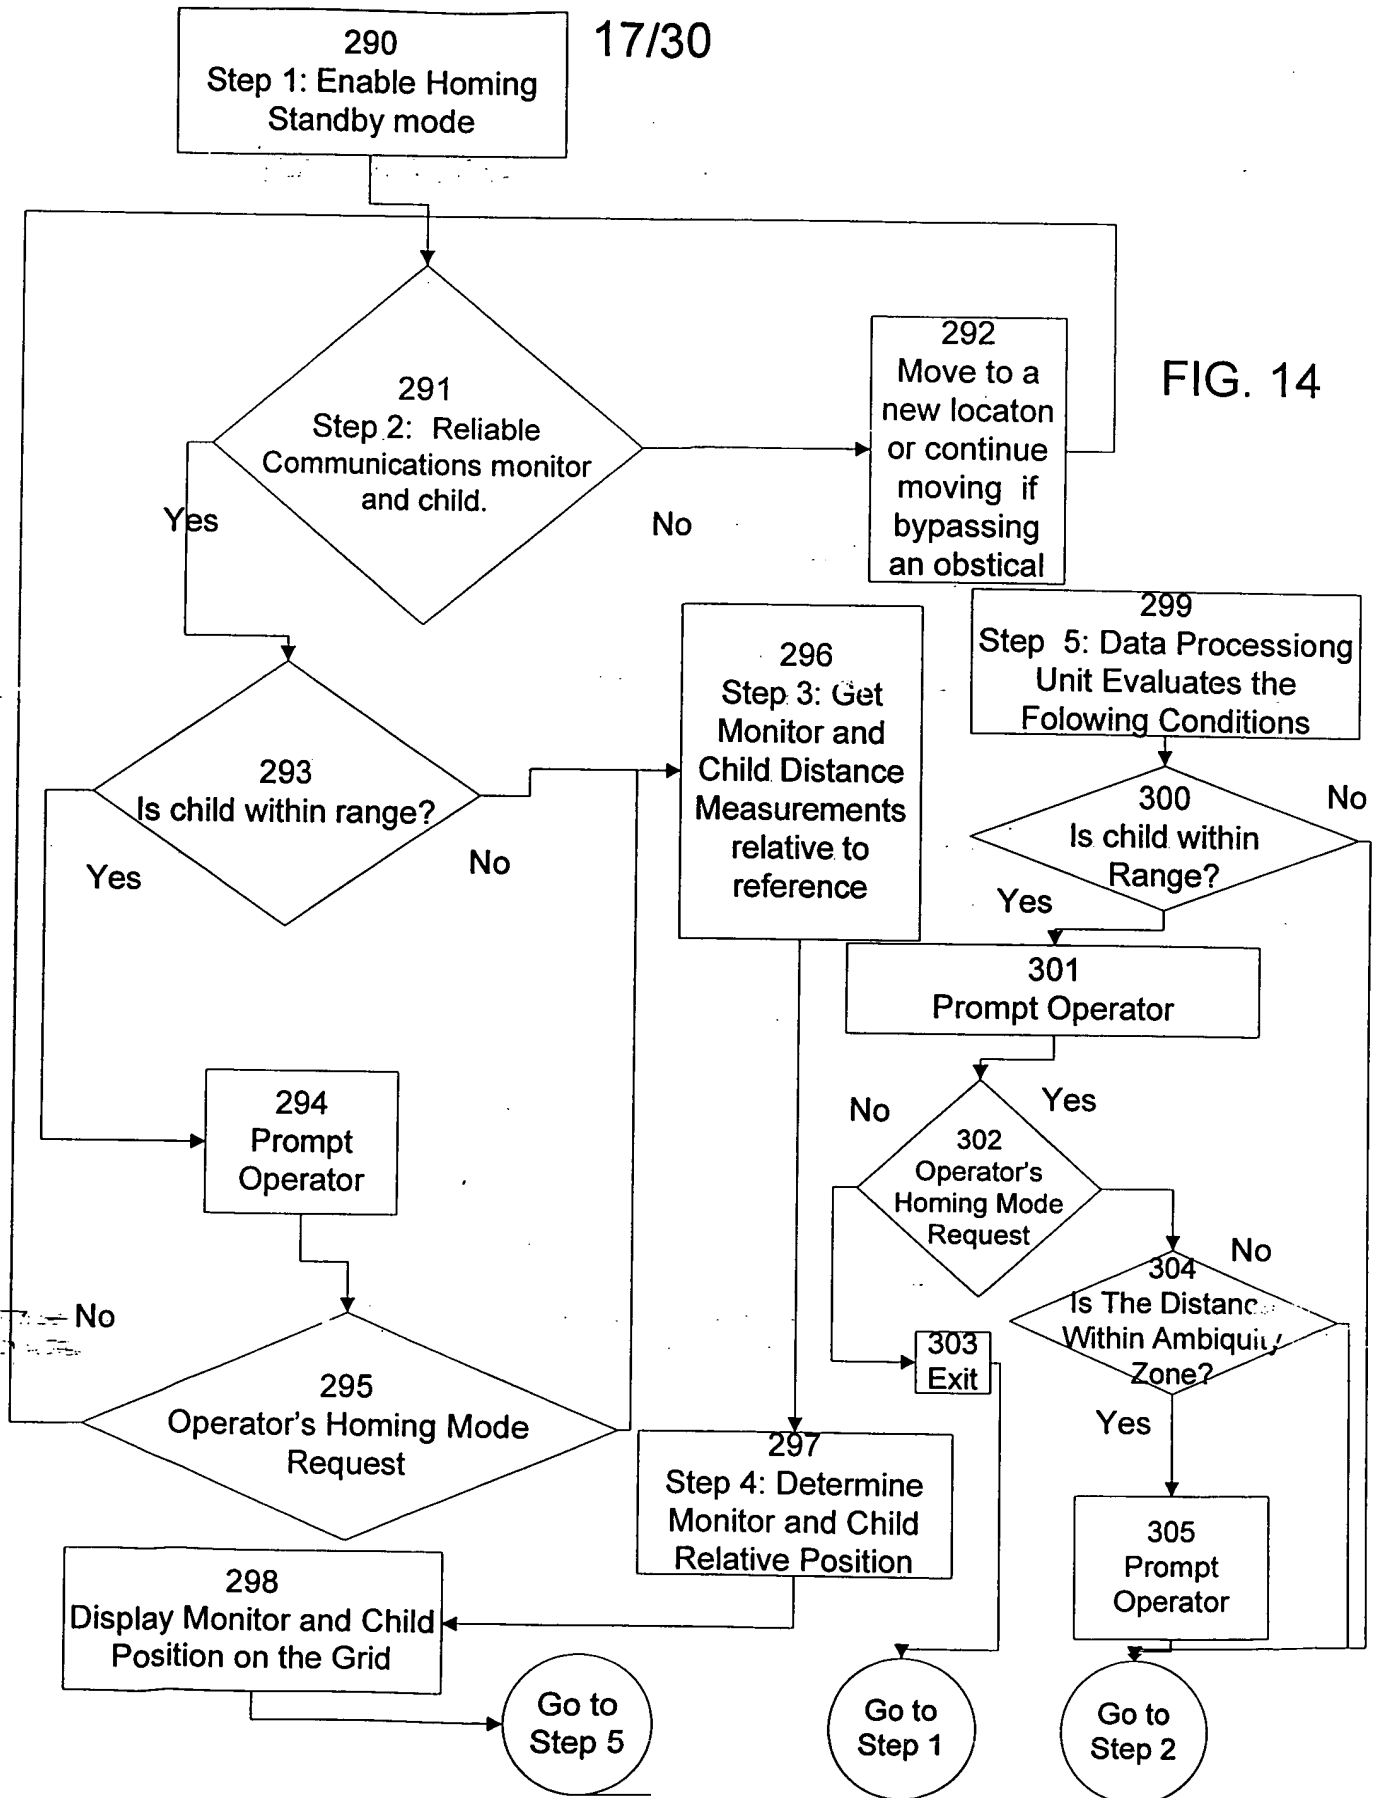 17/30
290
Step 1: Enable Homing
Standby mode
FIG. 14
291
Step 2: Reliable
Communications monitor
and child.
Yes
No
292
Move to a
new locaton
or continue
moving if
bypassing
an obstical
293
Is child within range?
Yes
No
294
Prompt
Operator
No
295
Operator's Homing Mode
Request
296
Step 3: Get
Monitor and
Child Distance
Measurements
relative to
reference
297
Step 4: Determine
Monitor and Child
Relative Position
298
Display Monitor and Child
Position on the Grid
Go to
Step 5
299
Step 5: Data Processiong
Unit Evaluates the
Folowing Conditions
300
Is child within
Range?
No
Yes
301
Prompt Operator
No
Yes
302
Operator's
Homing Mode
Request
303
Exit
No
304
Is The Distanc
Within Ambiquity
Zone?
Yes
305
Prompt
Operator
Go to
Step 1
Go to
Step 2